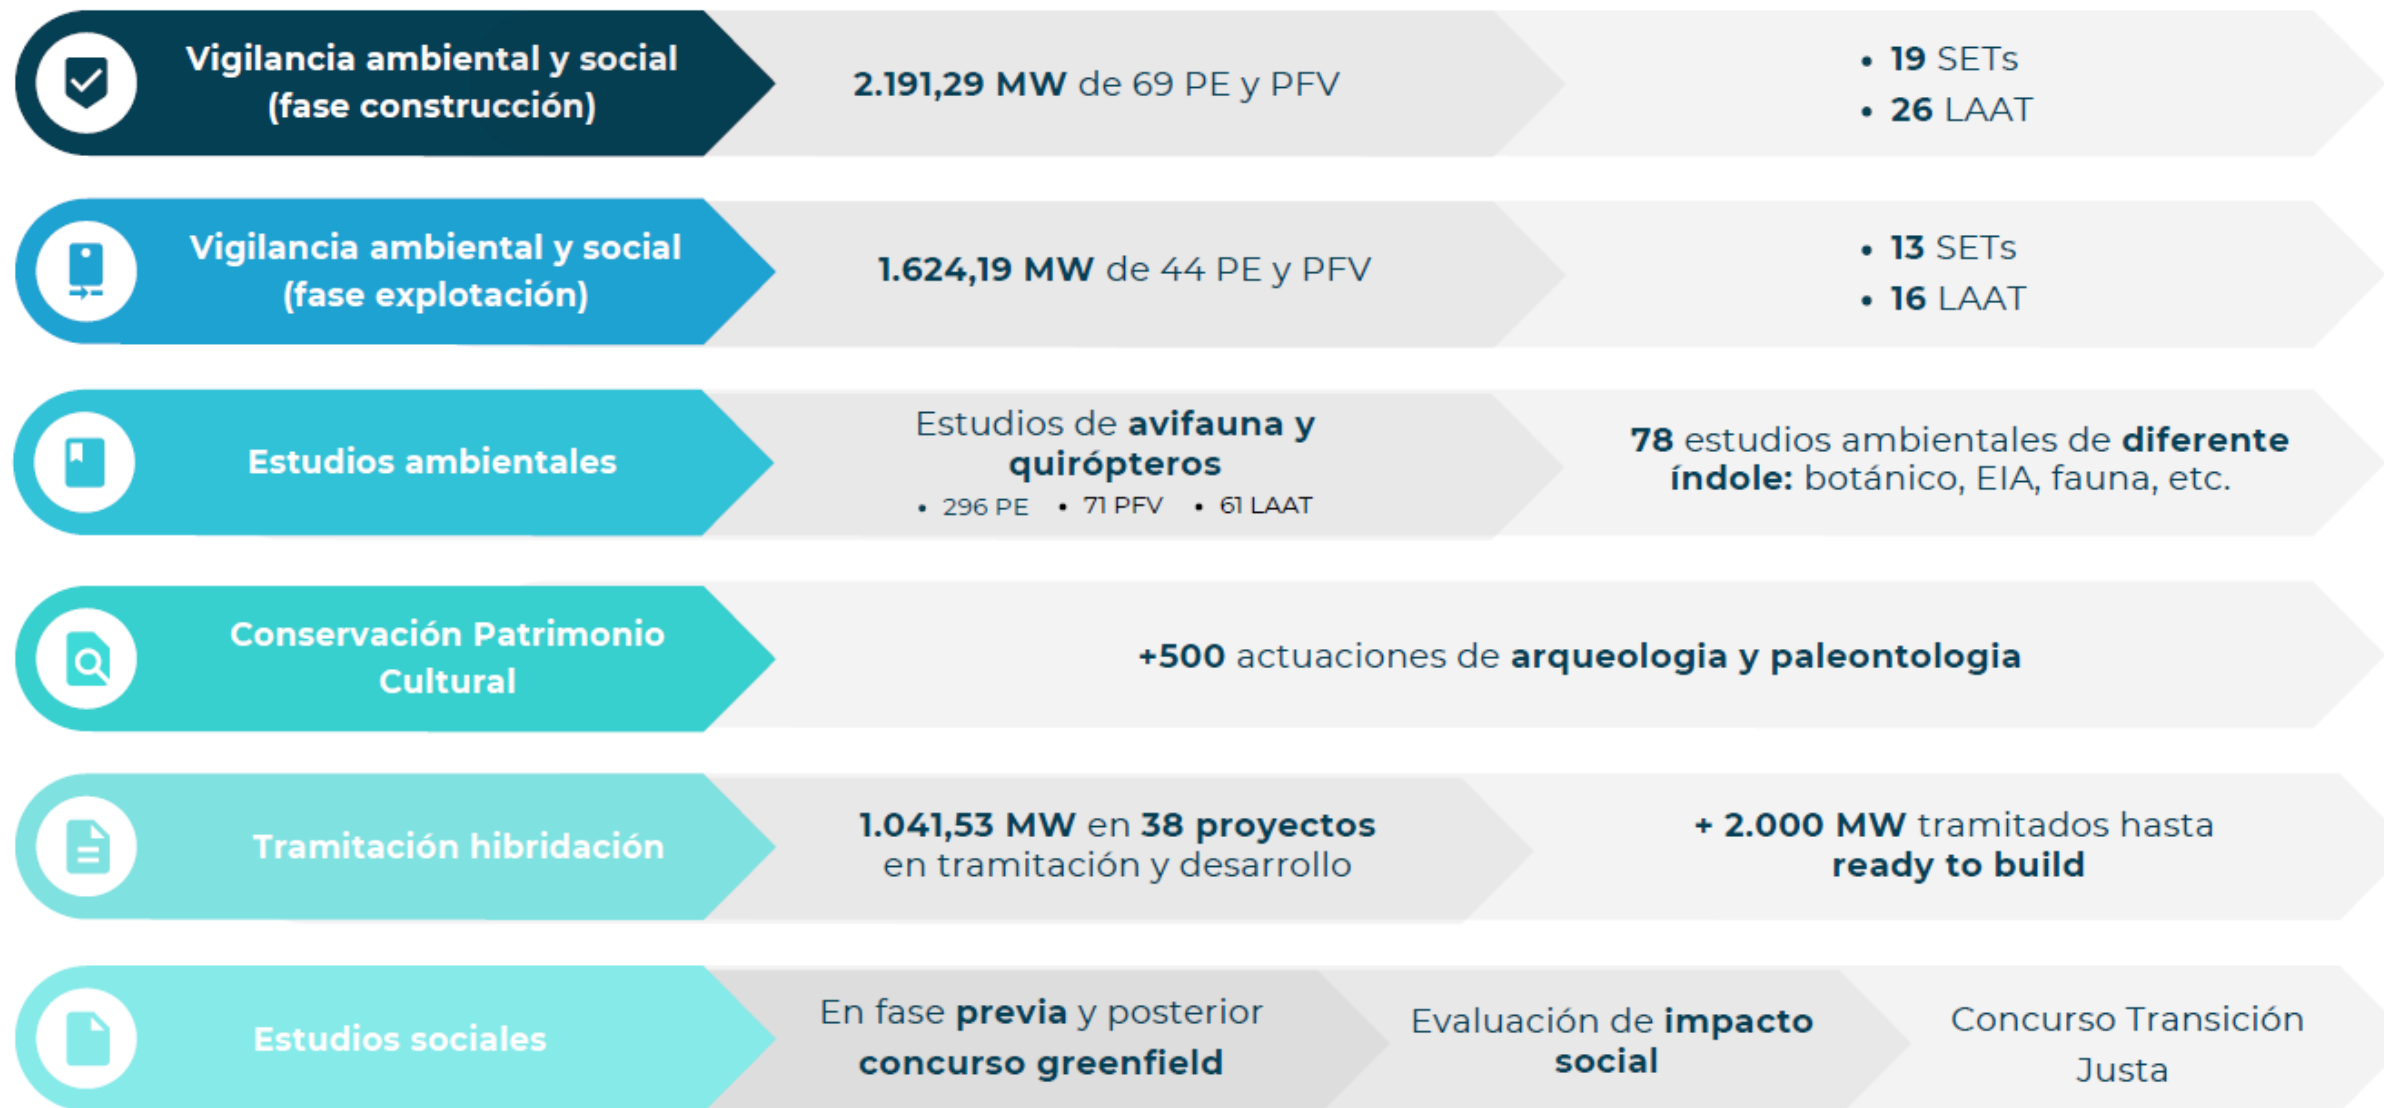 Vigilancia ambiental y social
(fase construcción)
2.191,29 MW de 69 PE y PFV
• 19 SETs
• 26 LAAT
Vigilancia ambiental y social
(fase explotación)
1.624,19 MW de 44 PE y PFV
• 13 SETs
• 16 LAAT
Estudios ambientales
Estudios de avifauna y
quirópteros
• 296 PE • 71 PFV • 61 LAAT
78 estudios ambientales de diferente
índole: botánico, EIA, fauna, etc.
Conservación Patrimonio
Cultural
+500 actuaciones de arqueologia y paleontologia
Tramitación hibridación
1.041,53 MW en 38 proyectos
en tramitación y desarrollo
+ 2.000 MW tramitados hasta
ready to build
Estudios sociales
En fase previa y posterior
concurso greenfield
Evaluación de impacto
social
Concurso Transición
Justa